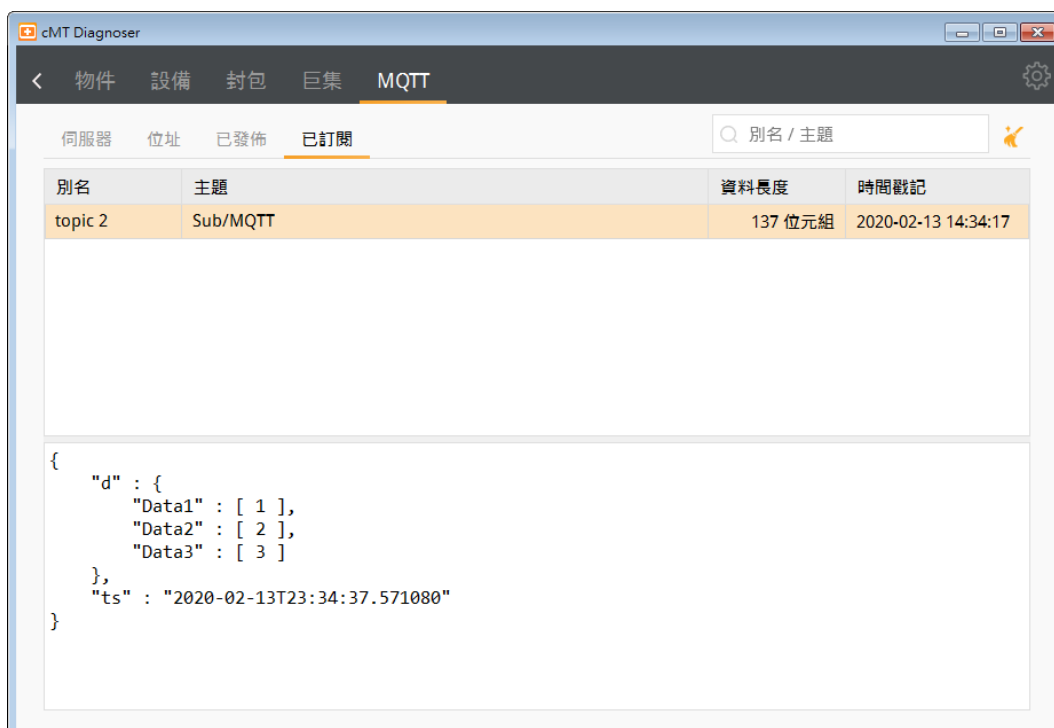 cMT Diagnoser
物件 設備 封包 巨集 MQTT
伺服器 位址 已發佈 已訂閱 別名 / 主題
別名 主題 資料長度 時間戳記
topic 2 Sub/MQTT 137 位元組 2020-02-13 14:34:17
{
"d" : {
"Data1" : [ 1 ],
"Data2" : [ 2 ],
"Data3" : [ 3 ]
},
"ts" : "2020-02-13T23:34:37.571080"
}